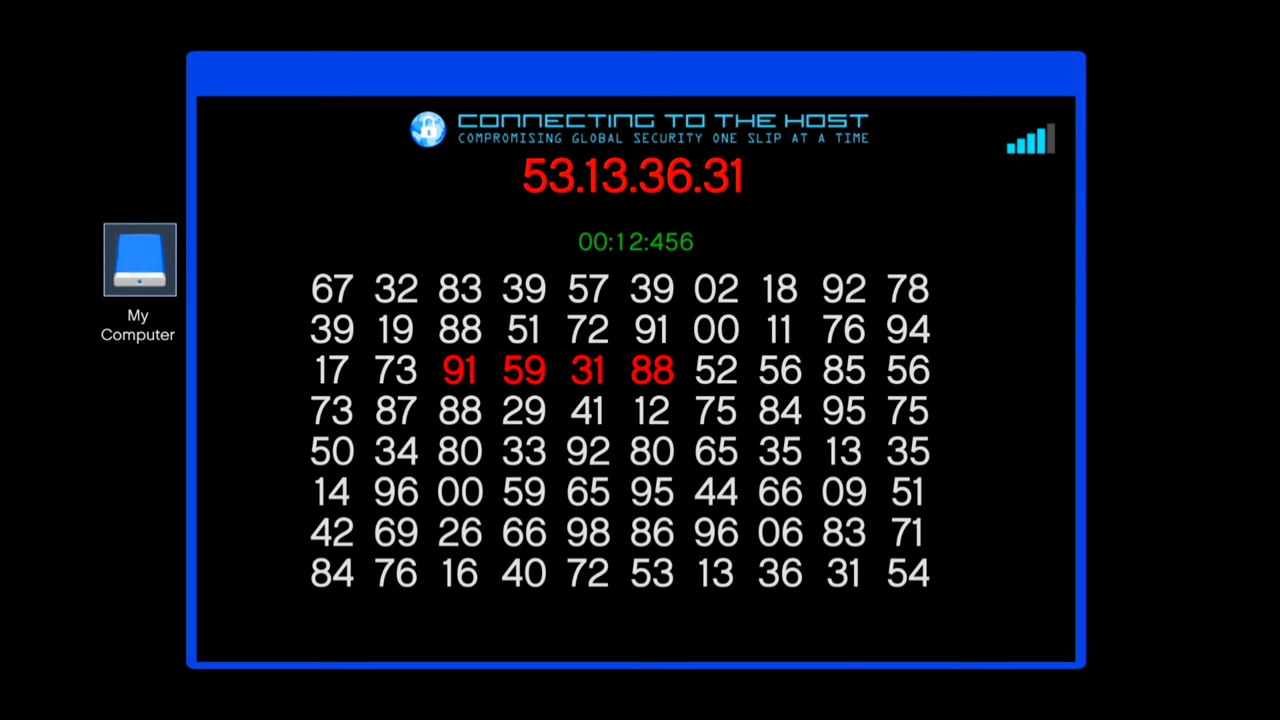 CONNECTING TO THE HOST
COMPROMISING GLOBAL SECURITY ONE SLIP AT A TIME
53.13.36.31
00:12:456
67 32 83 39 57 39 02 18 92 78
39 19 88 51 72 91 00 11 76 94
17 73 91 59 31 88 52 56 85 56
73 87 88 29 41 12 75 84 95 75
50 34 80 33 92 80 65 35 13 35
14 96 00 59 65 95 44 66 09 51
42 69 26 66 98 86 96 06 83 71
84 76 16 40 72 53 13 36 31 54
My
Computer